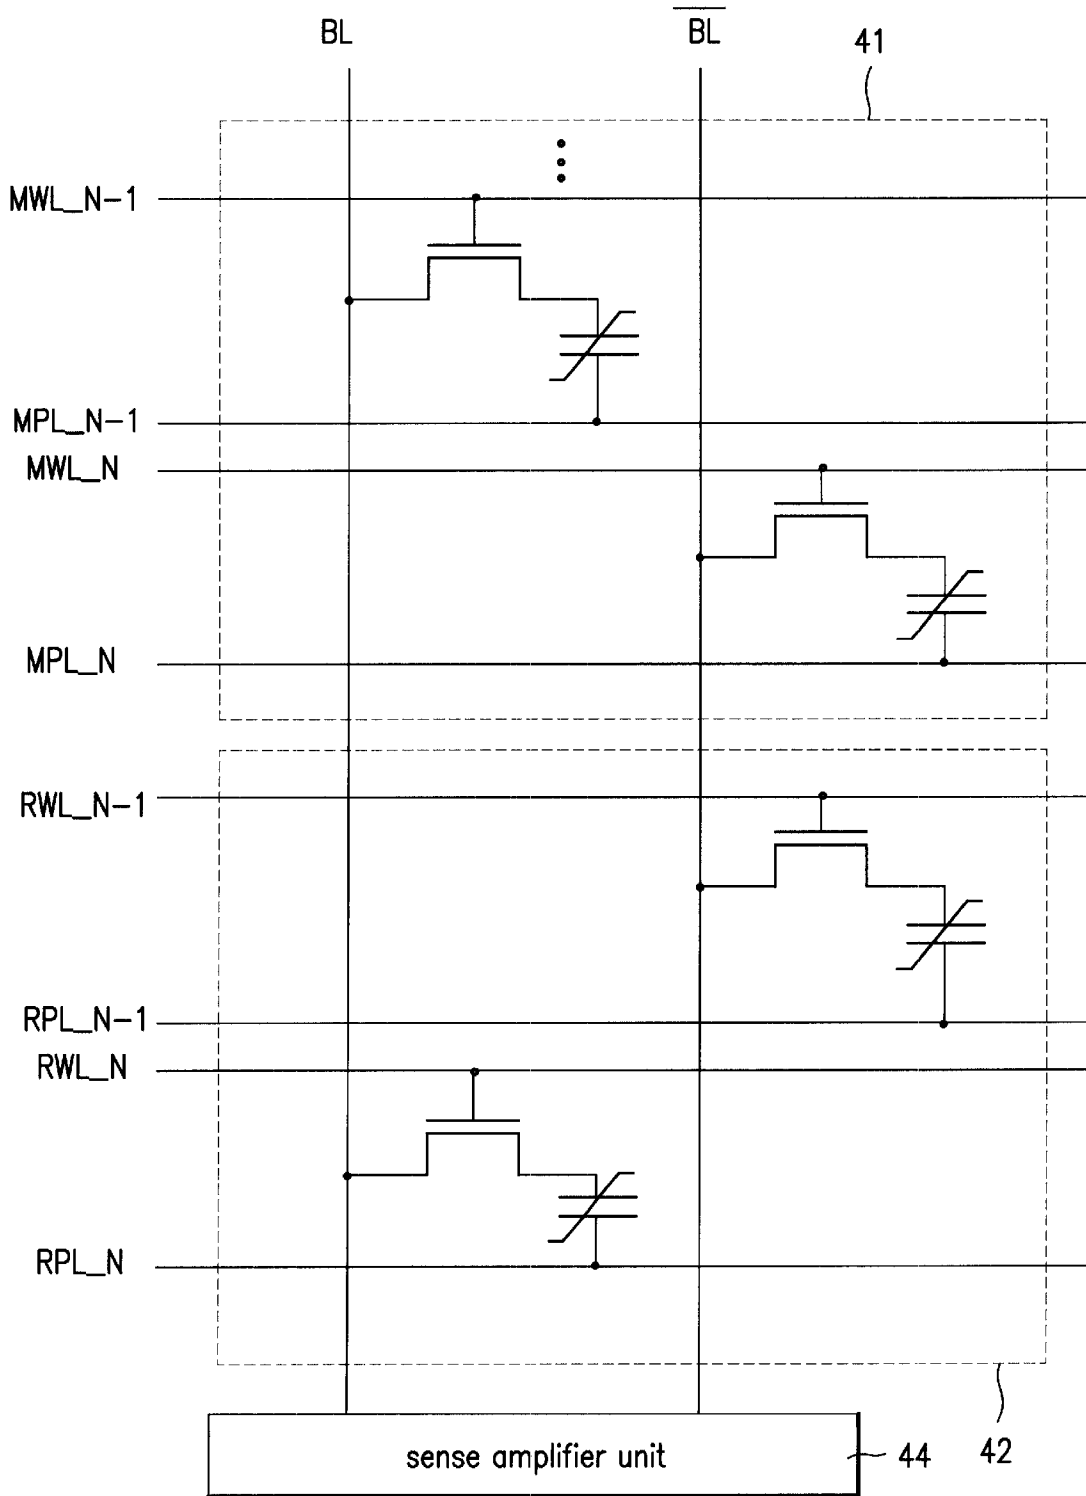 BL
B̅L̅
41
MWL_N-1
MPL_N-1
MWL_N
MPL_N
RWL_N-1
RPL_N-1
RWL_N
RPL_N
42
sense amplifier unit
44